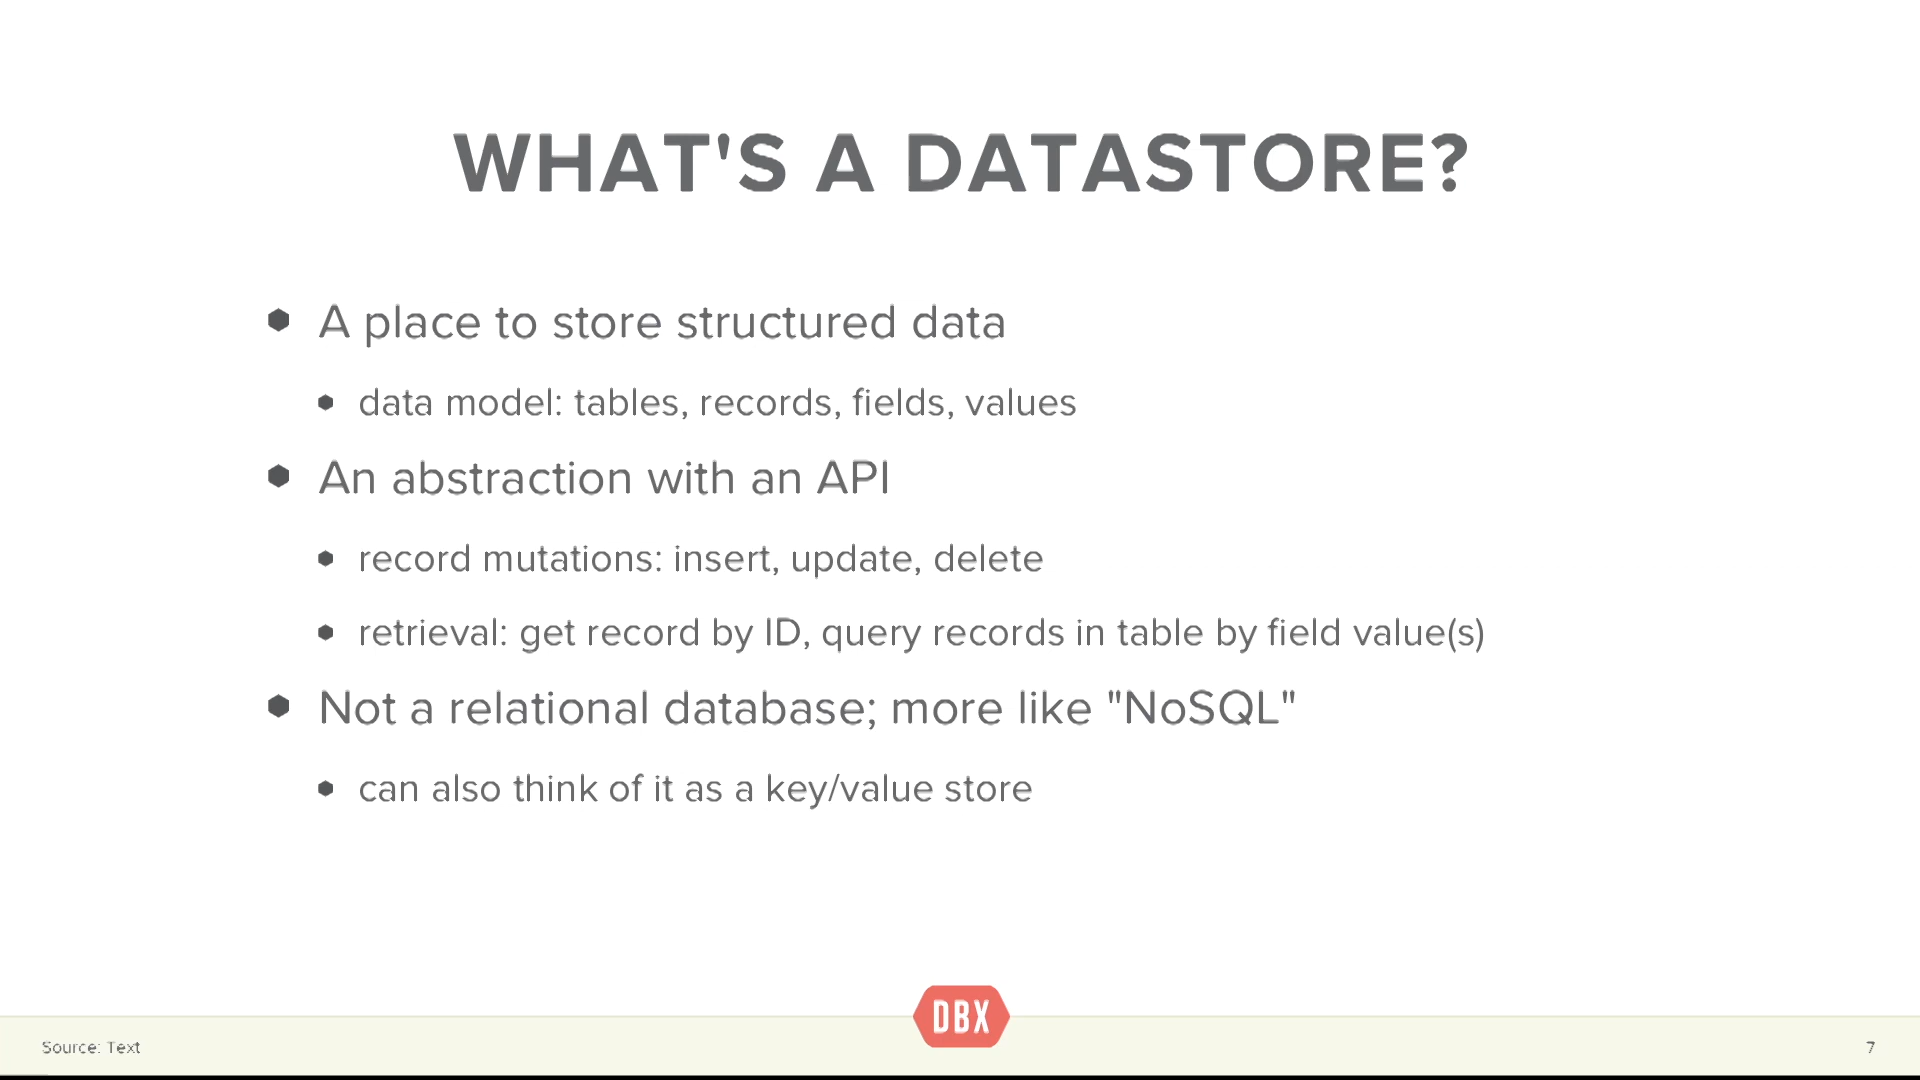 WHAT'S A DATASTORE?
A place to store structured data
data model: tables, records, fields, values
An abstraction with an API
record mutations: insert, update, delete
retrieval: get record by ID, query records in table by field value(s)
Not a relational database; more like "NoSQL"
can also think of it as a key/value store
DBX
Source: Text
7